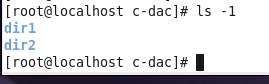 [root@localhost c-dac]# ls -1
dir1
dir2
[root@localhost c-dac]#